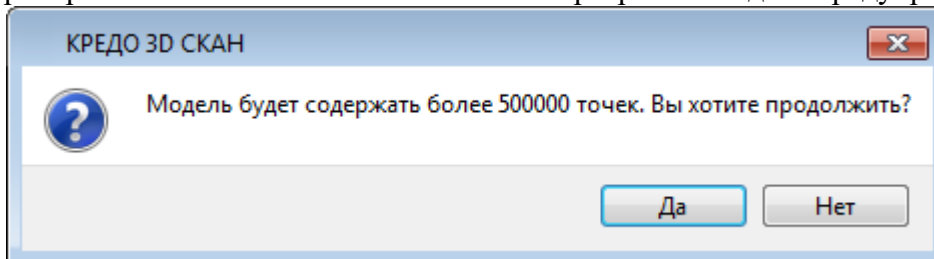 КРЕДО 3D СКАН
Модель будет содержать более 500000 точек. Вы хотите продолжить?
Да Нет